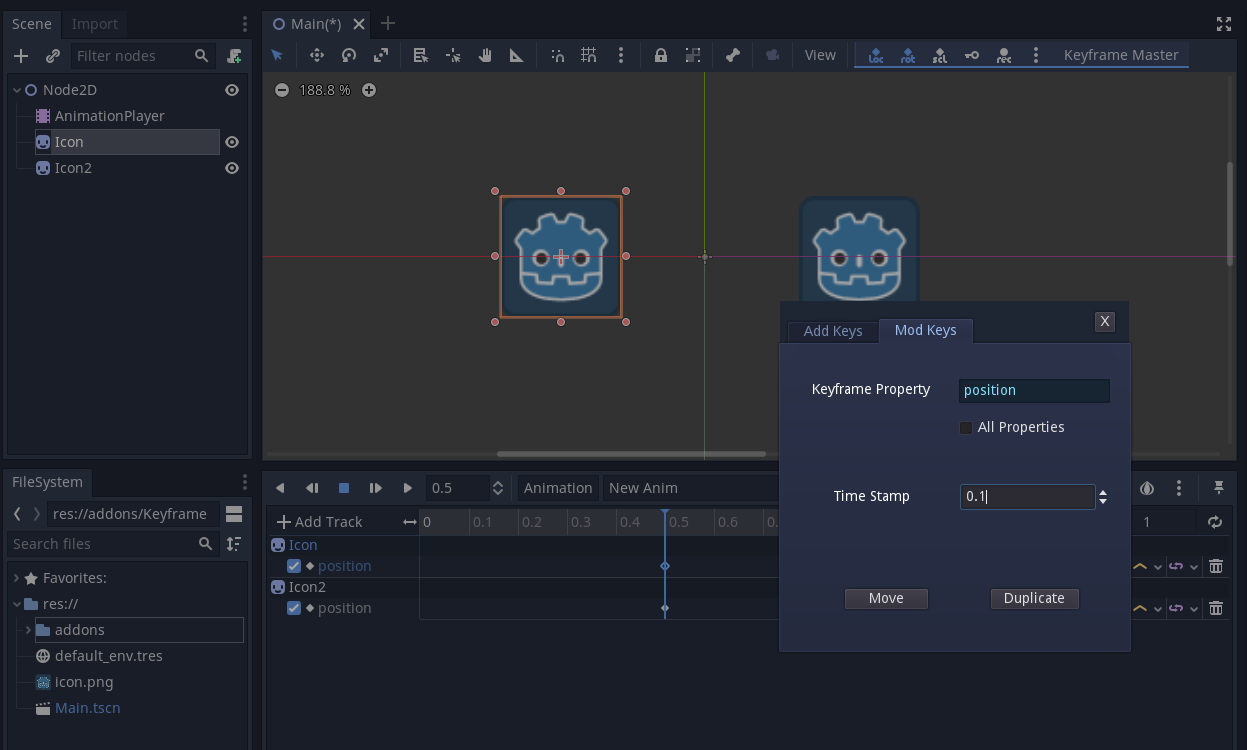 Scene Import
Main(*)
Filter nodes
View
Loc rot scl rec
Keyframe Master
Node2D
AnimationPlayer
Icon
Icon2
188.8 %
Add Keys Mod Keys X
Keyframe Property position
All Properties
Time Stamp 0.1
Move Duplicate
FileSystem
res://addons/Keyframe
Search files
Favorites:
res://
addons
default_env.tres
icon.png
Main.tscn
0.5 Animation New Anim
Add Track 0 0.1 0.2 0.3 0.4 0.5 0.6 1
Icon
position
Icon2
position